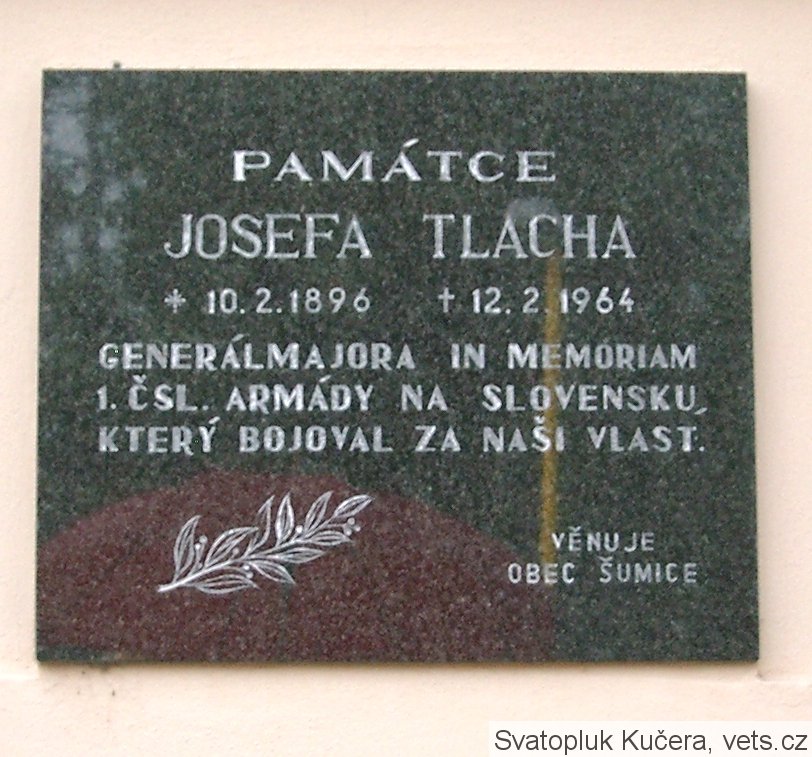 PAMÁTCE
JOSEFA TLACHA
* 10.2.1896 † 12.2.1964
GENERÁLMAJORA IN MEMORIAM
1. ČSL. ARMÁDY NA SLOVENSKU,
KTERÝ BOJOVAL ZA NAŠI VLAST.
VĚNUJE
OBEC ŠUMICE
Svatopluk Kučera, vets.cz